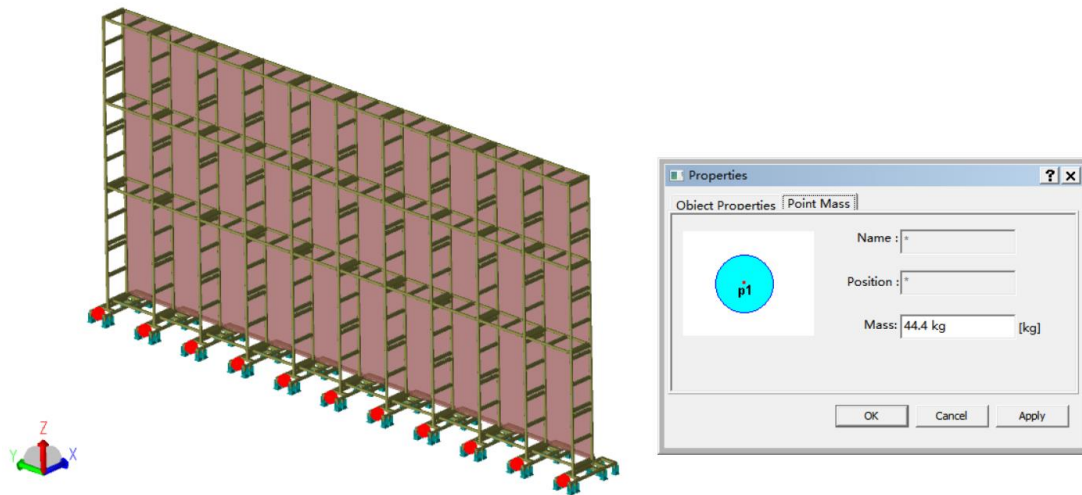 Properties
Object Properties
Point Mass
Name :
*
p1
Position :
*
Mass:
44.4 kg
[kg]
OK
Cancel
Apply
Z
Y
X